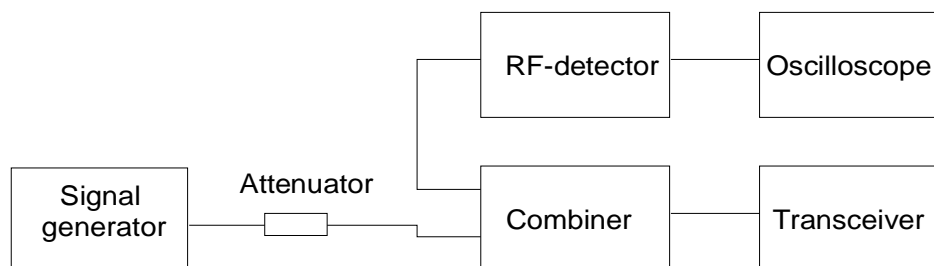 RF-detector
Oscilloscope
Signal
generator
Attenuator
Combiner
Transceiver